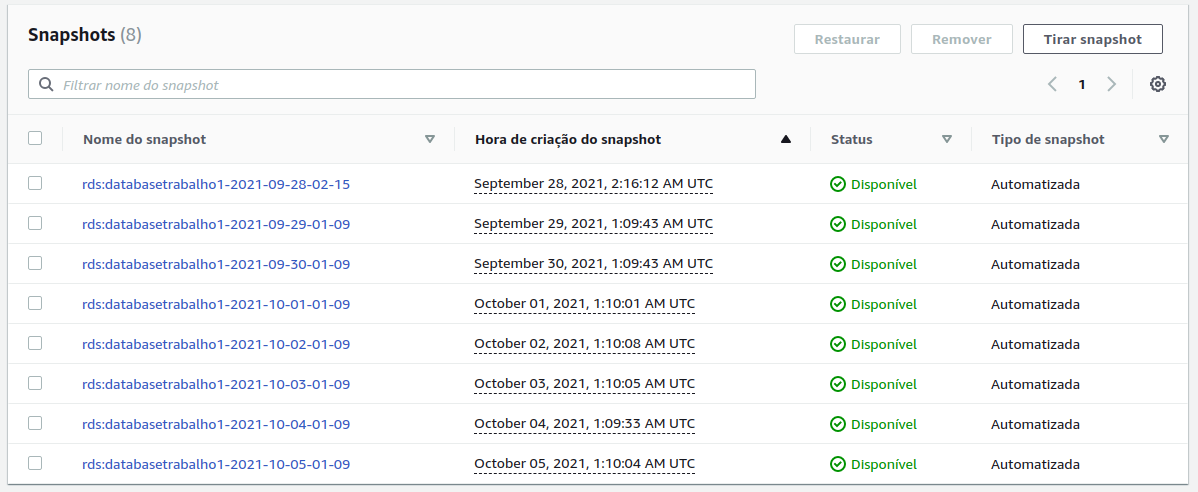 Snapshots (8)
Restaurar Remover Tirar snapshot
Filtrar nome do snapshot
1
Nome do snapshot Hora de criação do snapshot Status Tipo de snapshot
rds:databasetrabalho1-2021-09-28-02-15 September 28, 2021, 2:16:12 AM UTC Disponível Automatizada
rds:databasetrabalho1-2021-09-29-01-09 September 29, 2021, 1:09:43 AM UTC Disponível Automatizada
rds:databasetrabalho1-2021-09-30-01-09 September 30, 2021, 1:09:43 AM UTC Disponível Automatizada
rds:databasetrabalho1-2021-10-01-01-09 October 01, 2021, 1:10:01 AM UTC Disponível Automatizada
rds:databasetrabalho1-2021-10-02-01-09 October 02, 2021, 1:10:08 AM UTC Disponível Automatizada
rds:databasetrabalho1-2021-10-03-01-09 October 03, 2021, 1:10:05 AM UTC Disponível Automatizada
rds:databasetrabalho1-2021-10-04-01-09 October 04, 2021, 1:09:33 AM UTC Disponível Automatizada
rds:databasetrabalho1-2021-10-05-01-09 October 05, 2021, 1:10:04 AM UTC Disponível Automatizada